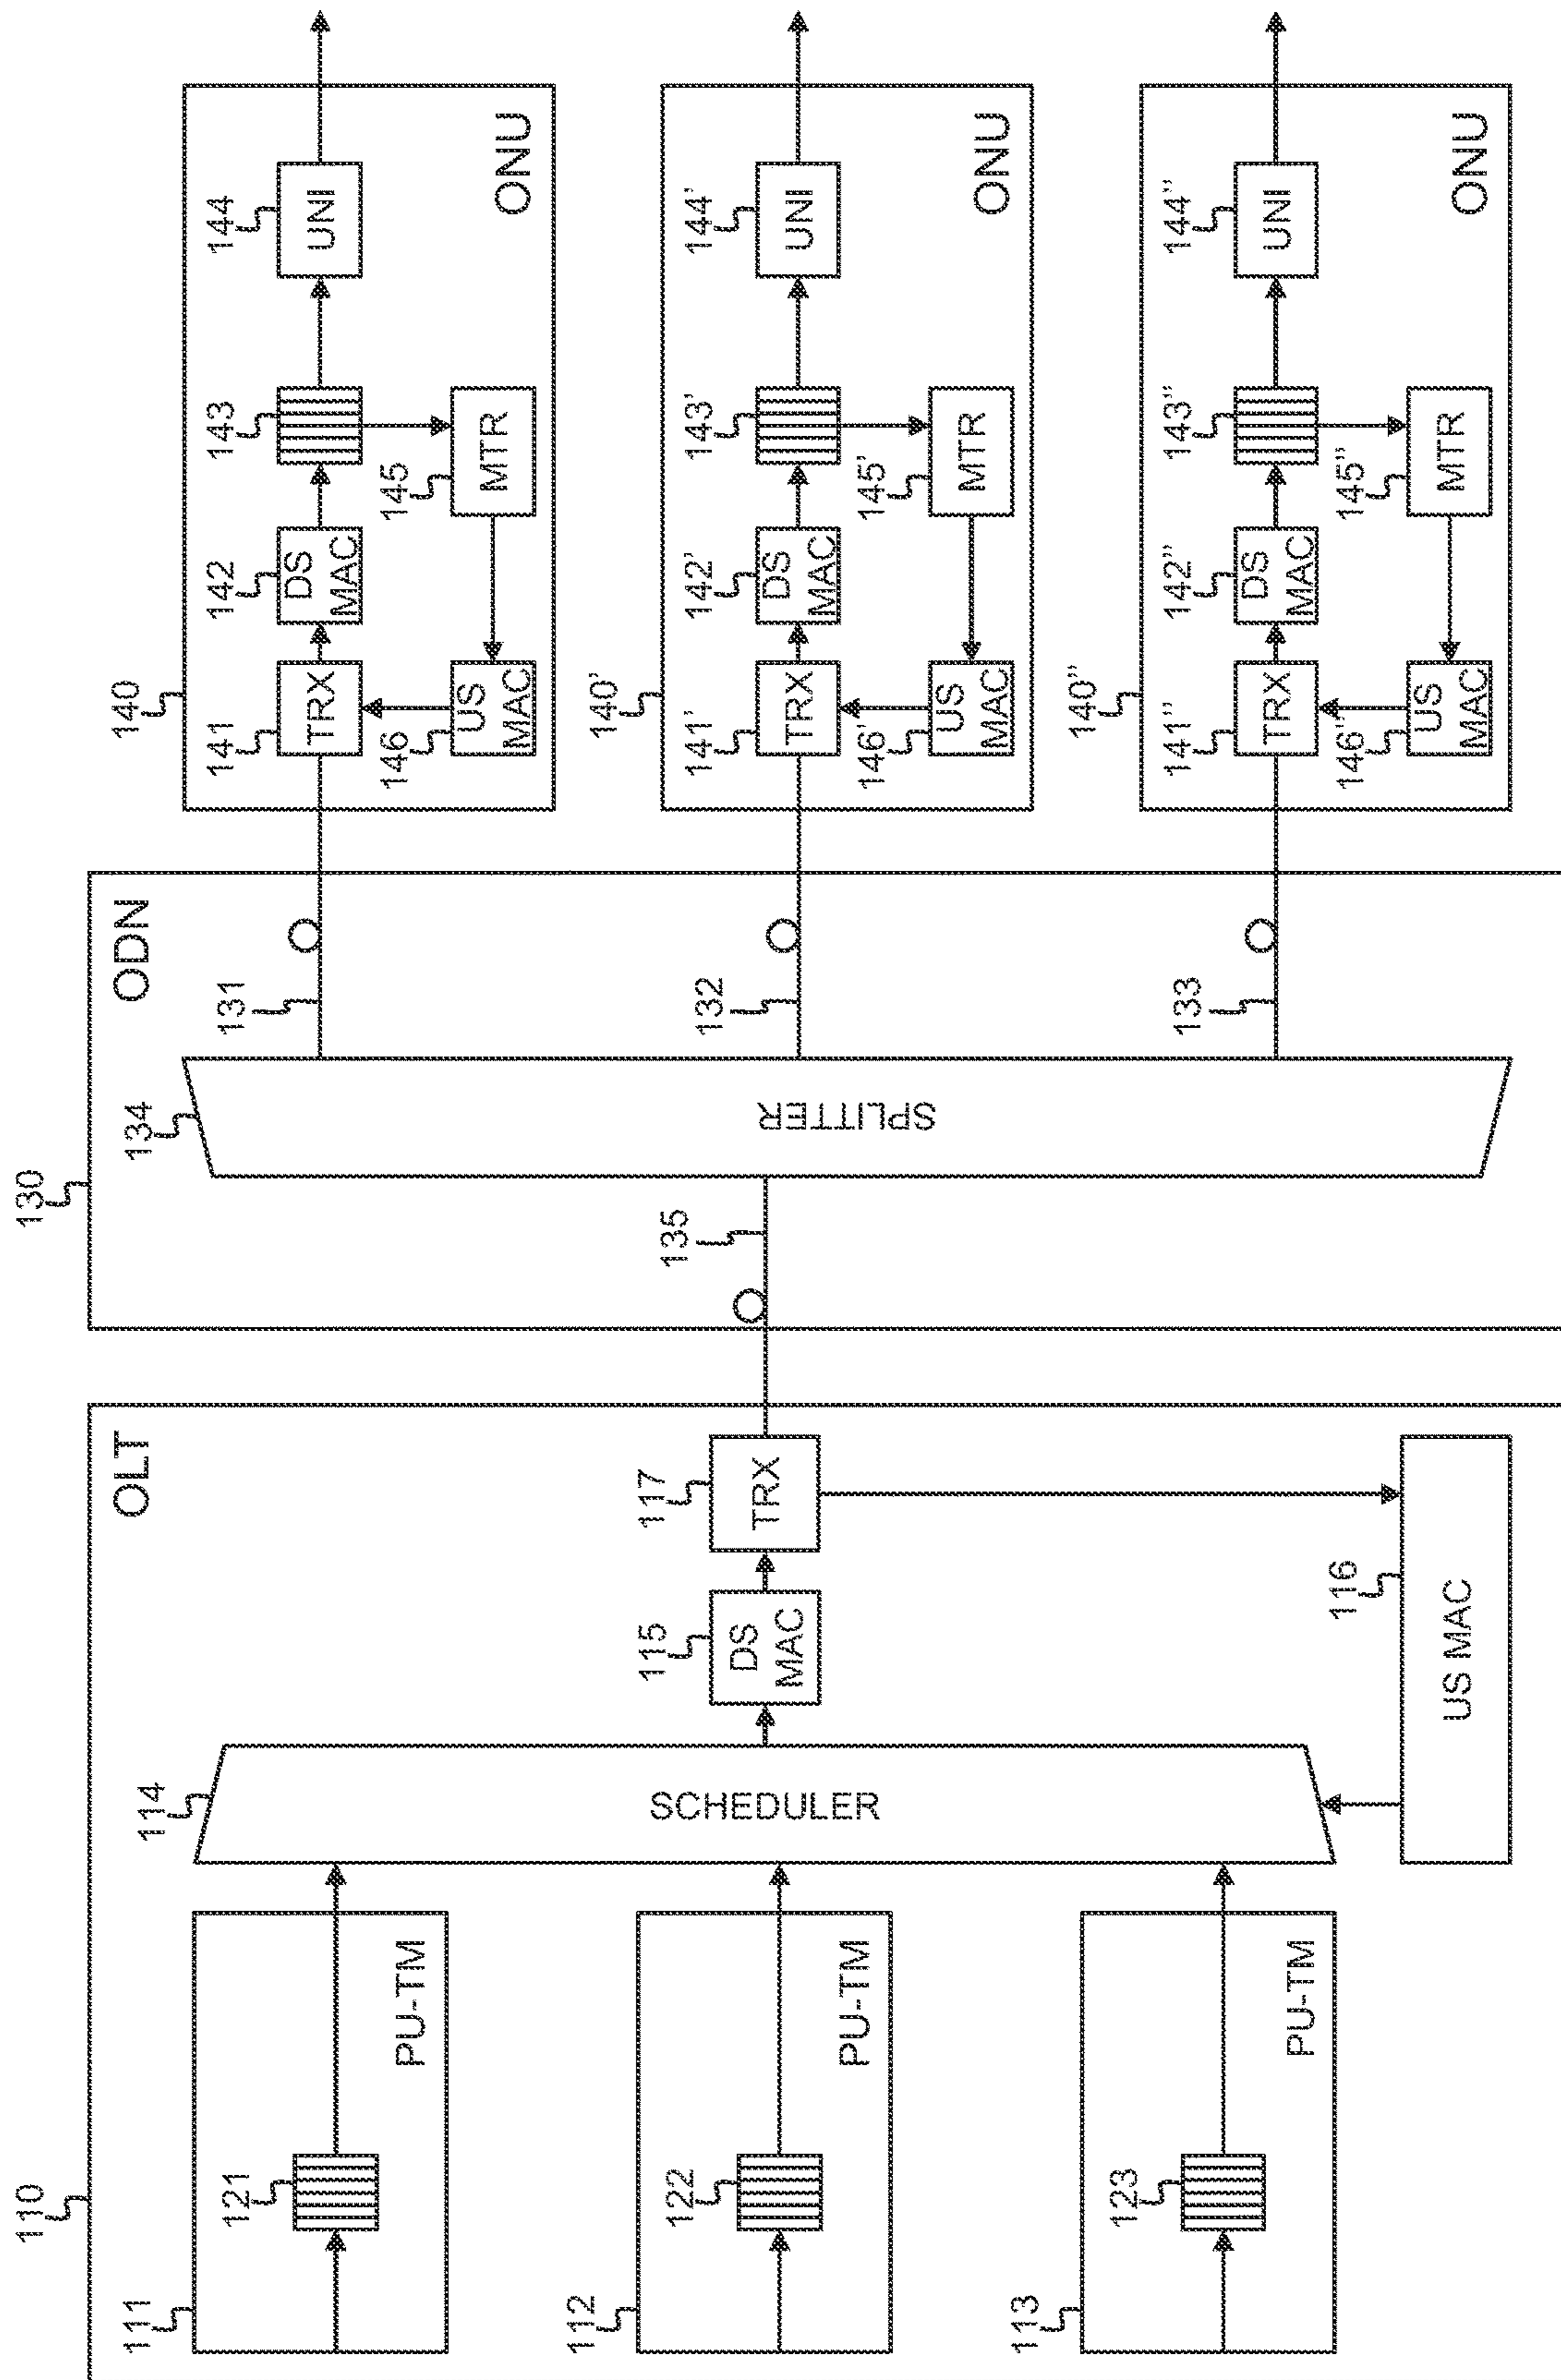 110
130
111
114
OLT
134
ODN
140
121
131
141
142
143
144
TRX
DS
MAC
UNI
PU-TM
146
145
US
MAC
MTR
ONU
112
140'
122
115
117
135
132
141'
142'
143'
144'
SCHEDULER
DS
MAC
TRX
SPLITTER
TRX
DS
MAC
UNI
PU-TM
146'
145'
US
MAC
MTR
ONU
113
140"
123
133
141"
142"
143"
144"
TRX
DS
MAC
UNI
PU-TM
116
146"
145"
US MAC
US
MAC
MTR
ONU